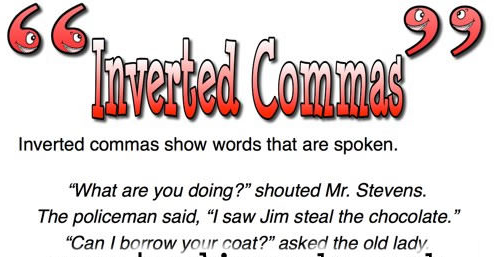 Inverted Commas
Inverted commas show words that are spoken.
“What are you doing?” shouted Mr. Stevens.
The policeman said, “I saw Jim steal the chocolate.”
“Can I borrow your coat?” asked the old lady.